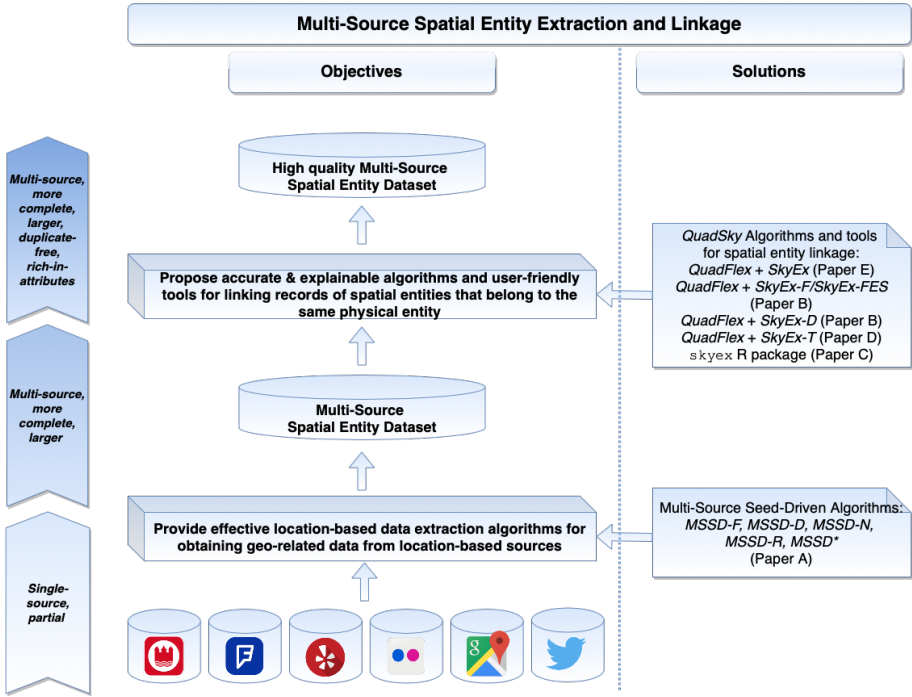 Multi-Source Spatial Entity Extraction and Linkage
Objectives
Solutions
Multi-source,
more
complete,
larger,
duplicate-
free,
rich-in-
attributes
High quality Multi-Source
Spatial Entity Dataset
Propose accurate & explainable algorithms and user-friendly
tools for linking records of spatial entities that belong to the
same physical entity
QuadSky Algorithms and tools
for spatial entity linkage:
QuadFlex + SkyEx (Paper E)
QuadFlex + SkyEx-F/SkyEx-FES
(Paper B)
QuadFlex + SkyEx-D (Paper B)
QuadFlex + SkyEx-T (Paper D)
skyex R package (Paper C)
Multi-source,
more
complete,
larger
Multi-Source
Spatial Entity Dataset
Provide effective location-based data extraction algorithms for
obtaining geo-related data from location-based sources
Multi-Source Seed-Driven Algorithms:
MSSD-F, MSSD-D, MSSD-N,
MSSD-R, MSSD*
(Paper A)
Single-
source,
partial
g